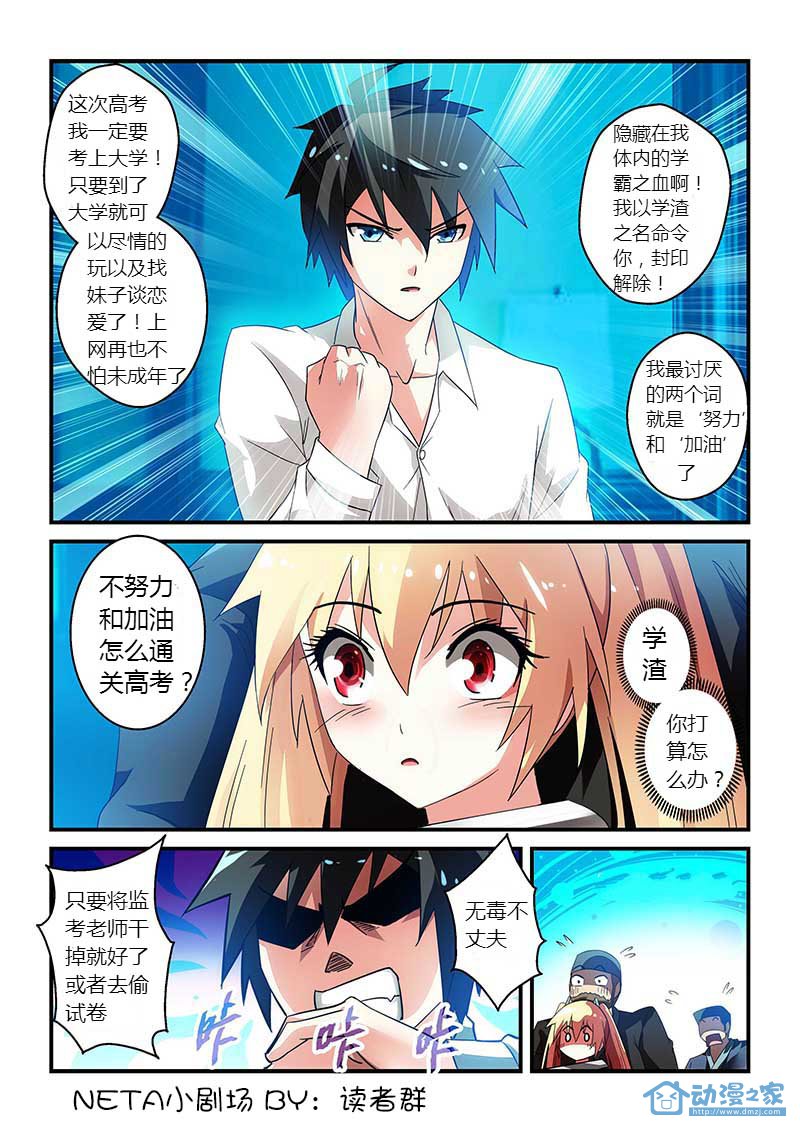 这次高考
我一定要
考上大学！
只要到了
大学就可
以尽情的
玩以及找
妹子谈恋
爱了！上
网再也不
怕未成年了
隐藏在我
体内的学
霸之血啊！
我以学渣
之名命令
你，封印
解除！
我最讨厌
的两个词
就是‘努力’
和‘加油’
了
不努力
和加油
怎么通
关高考？
学
渣
你打
算怎
么办？
只要将监
考老师干
掉就好了
或者去偷
试卷
无毒不
丈夫
咔
咔
咔
NETA小剧场 BY：读者群
动漫之家
http://www.dmzj.com